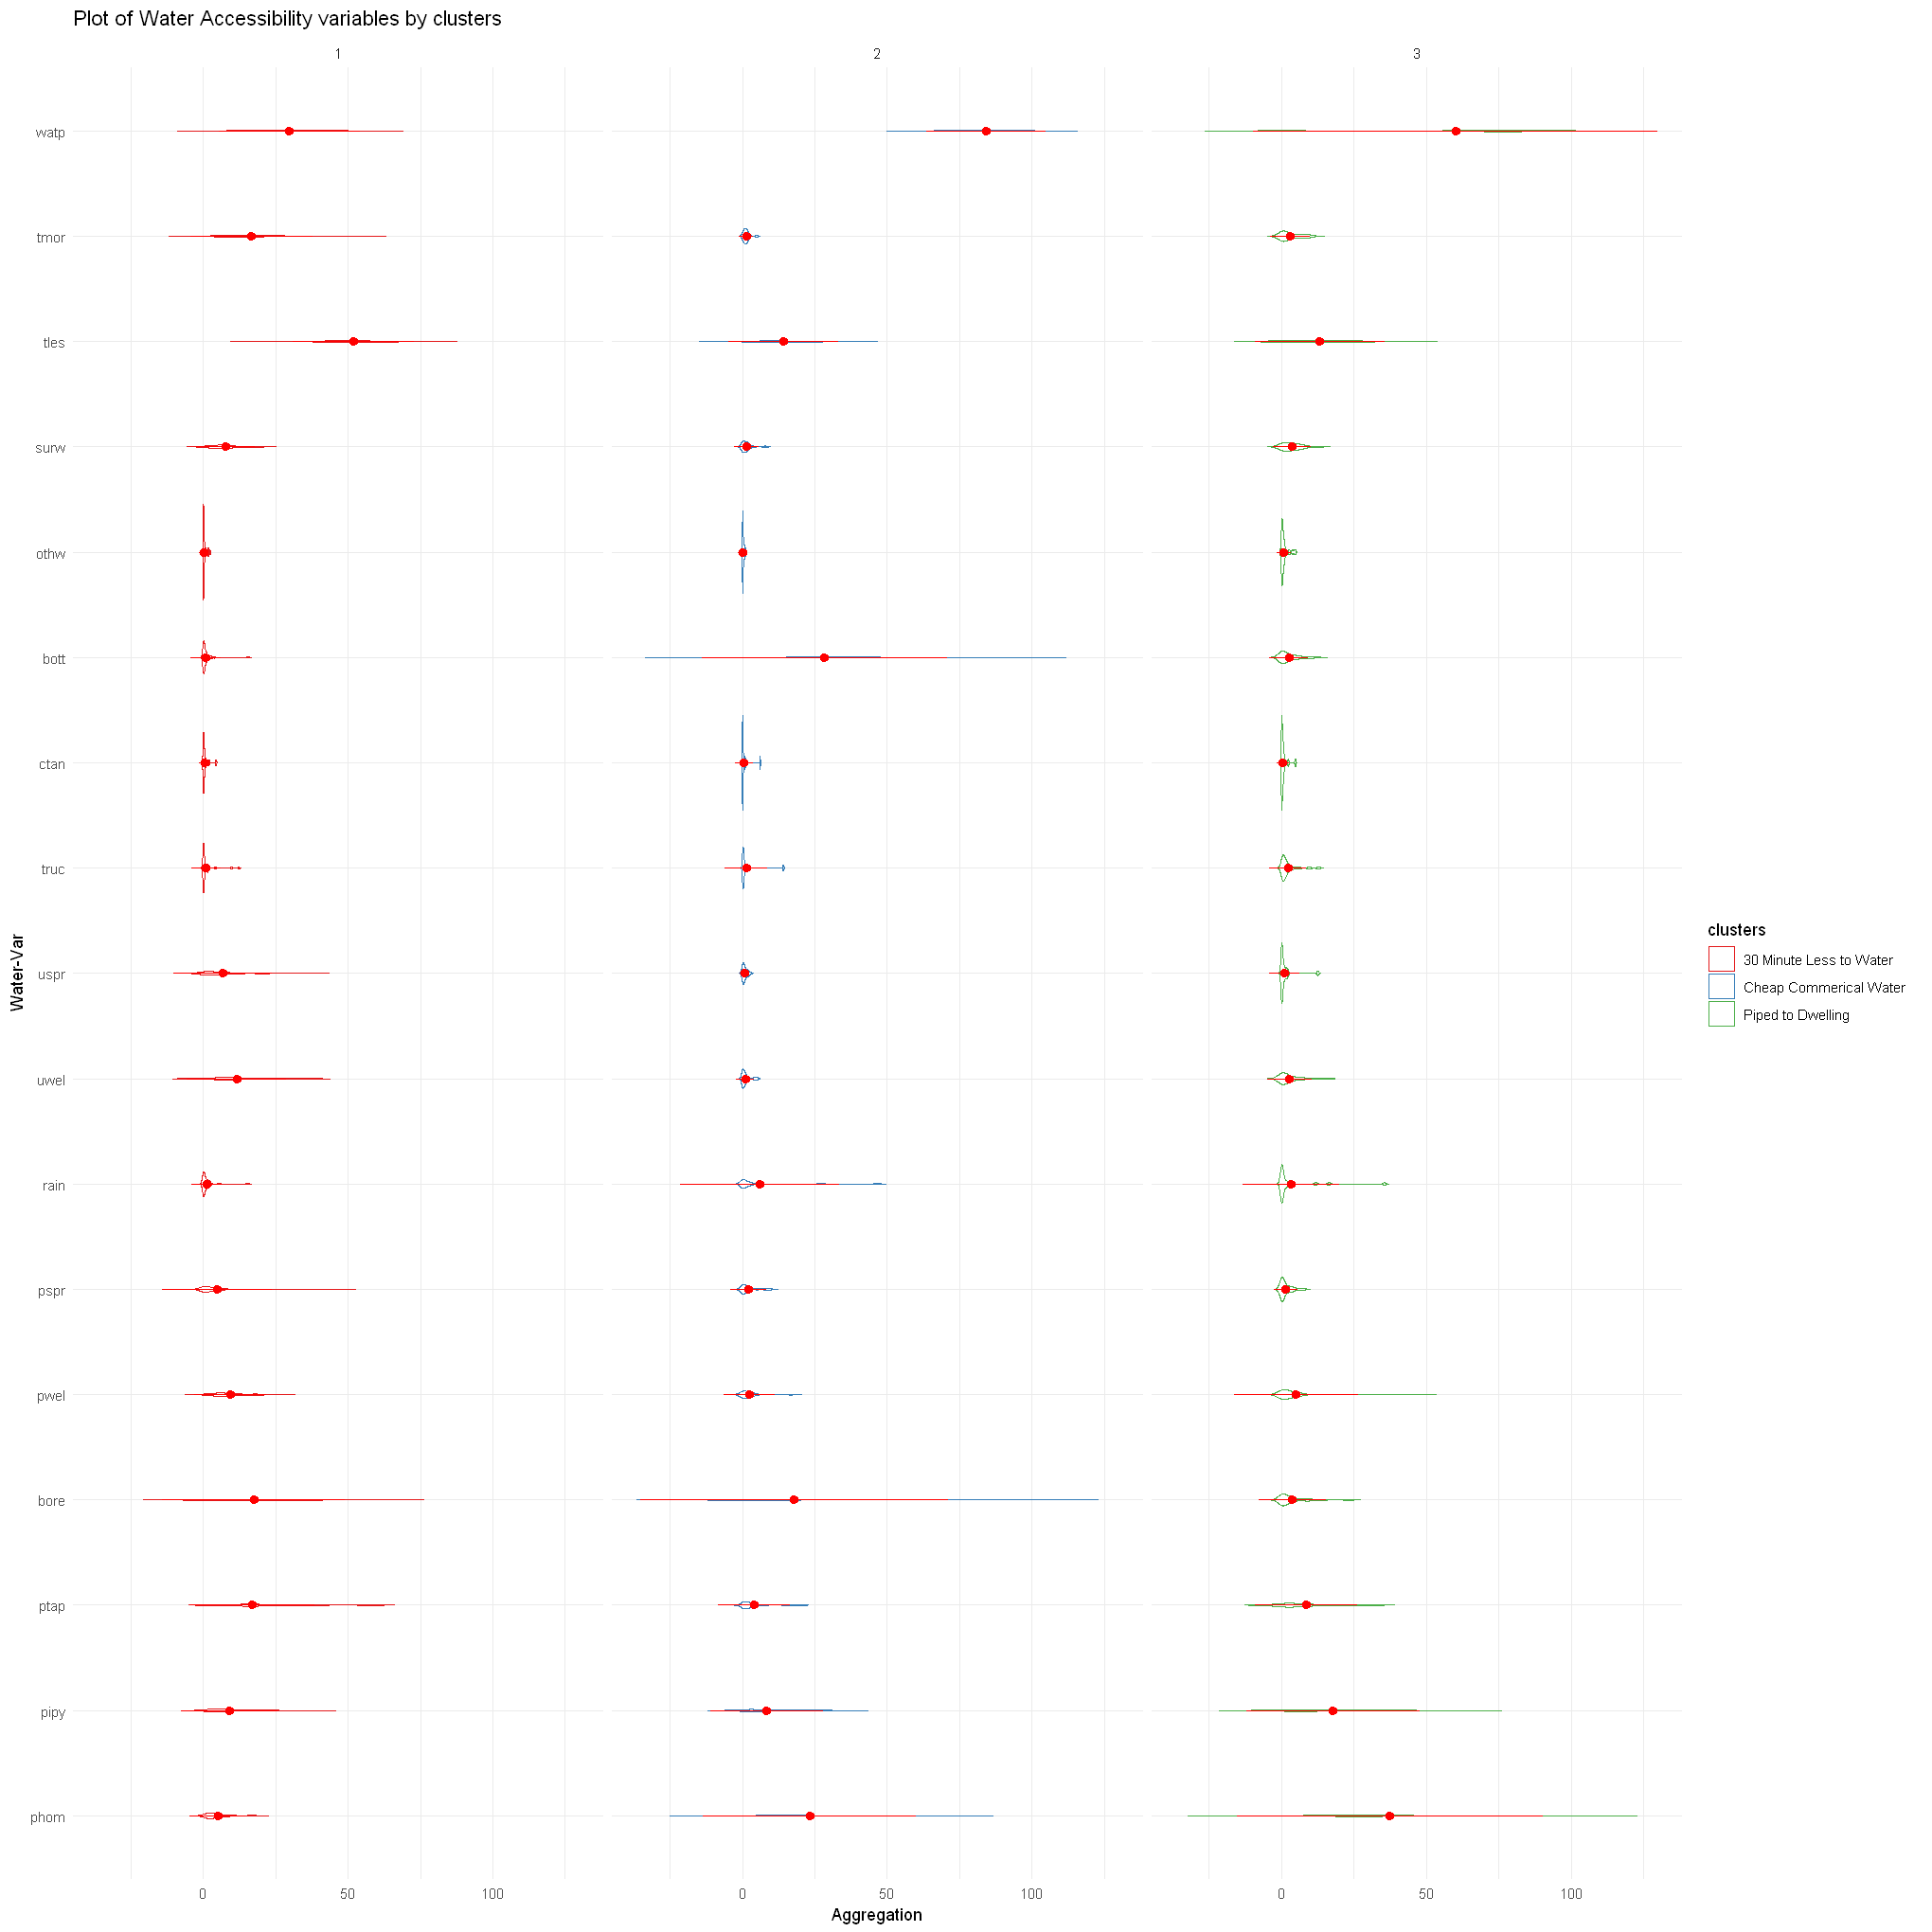 Plot of Water Accessibility variables by clusters
1 2 3
watp
tmor
tles
surw
othw
bott
ctan
truc
uspr
uwel
rain
pspr
pwel
bore
ptap
pipy
phom
Water-Var
0 50 100 0 50 100 0 50 100
Aggregation
clusters
30 Minute Less to Water
Cheap Commerical Water
Piped to Dwelling